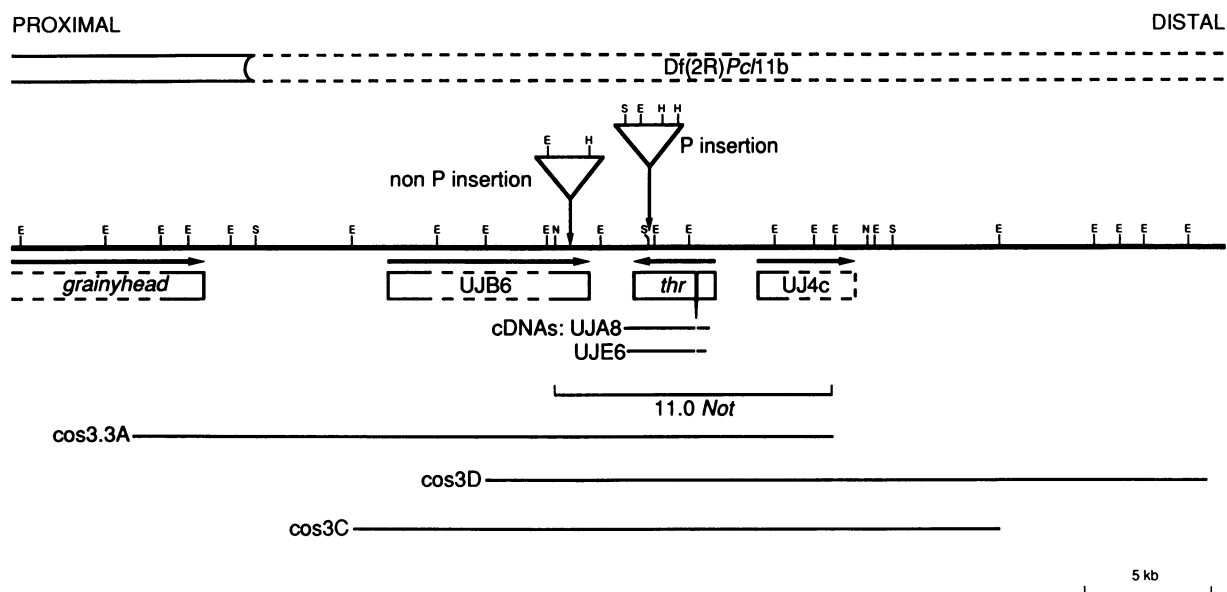 PROXIMAL DISTAL
Df(2R)Pcl11b
S E H H
P insertion
E H
non P insertion
E E E E E S E E E E N E S E E E E E N E S E E E E E
grainyhead UJB6 thr UJ4c
cDNAs: UJA8
UJE6
11.0 Not
cos3.3A
cos3D
cos3C
5 kb